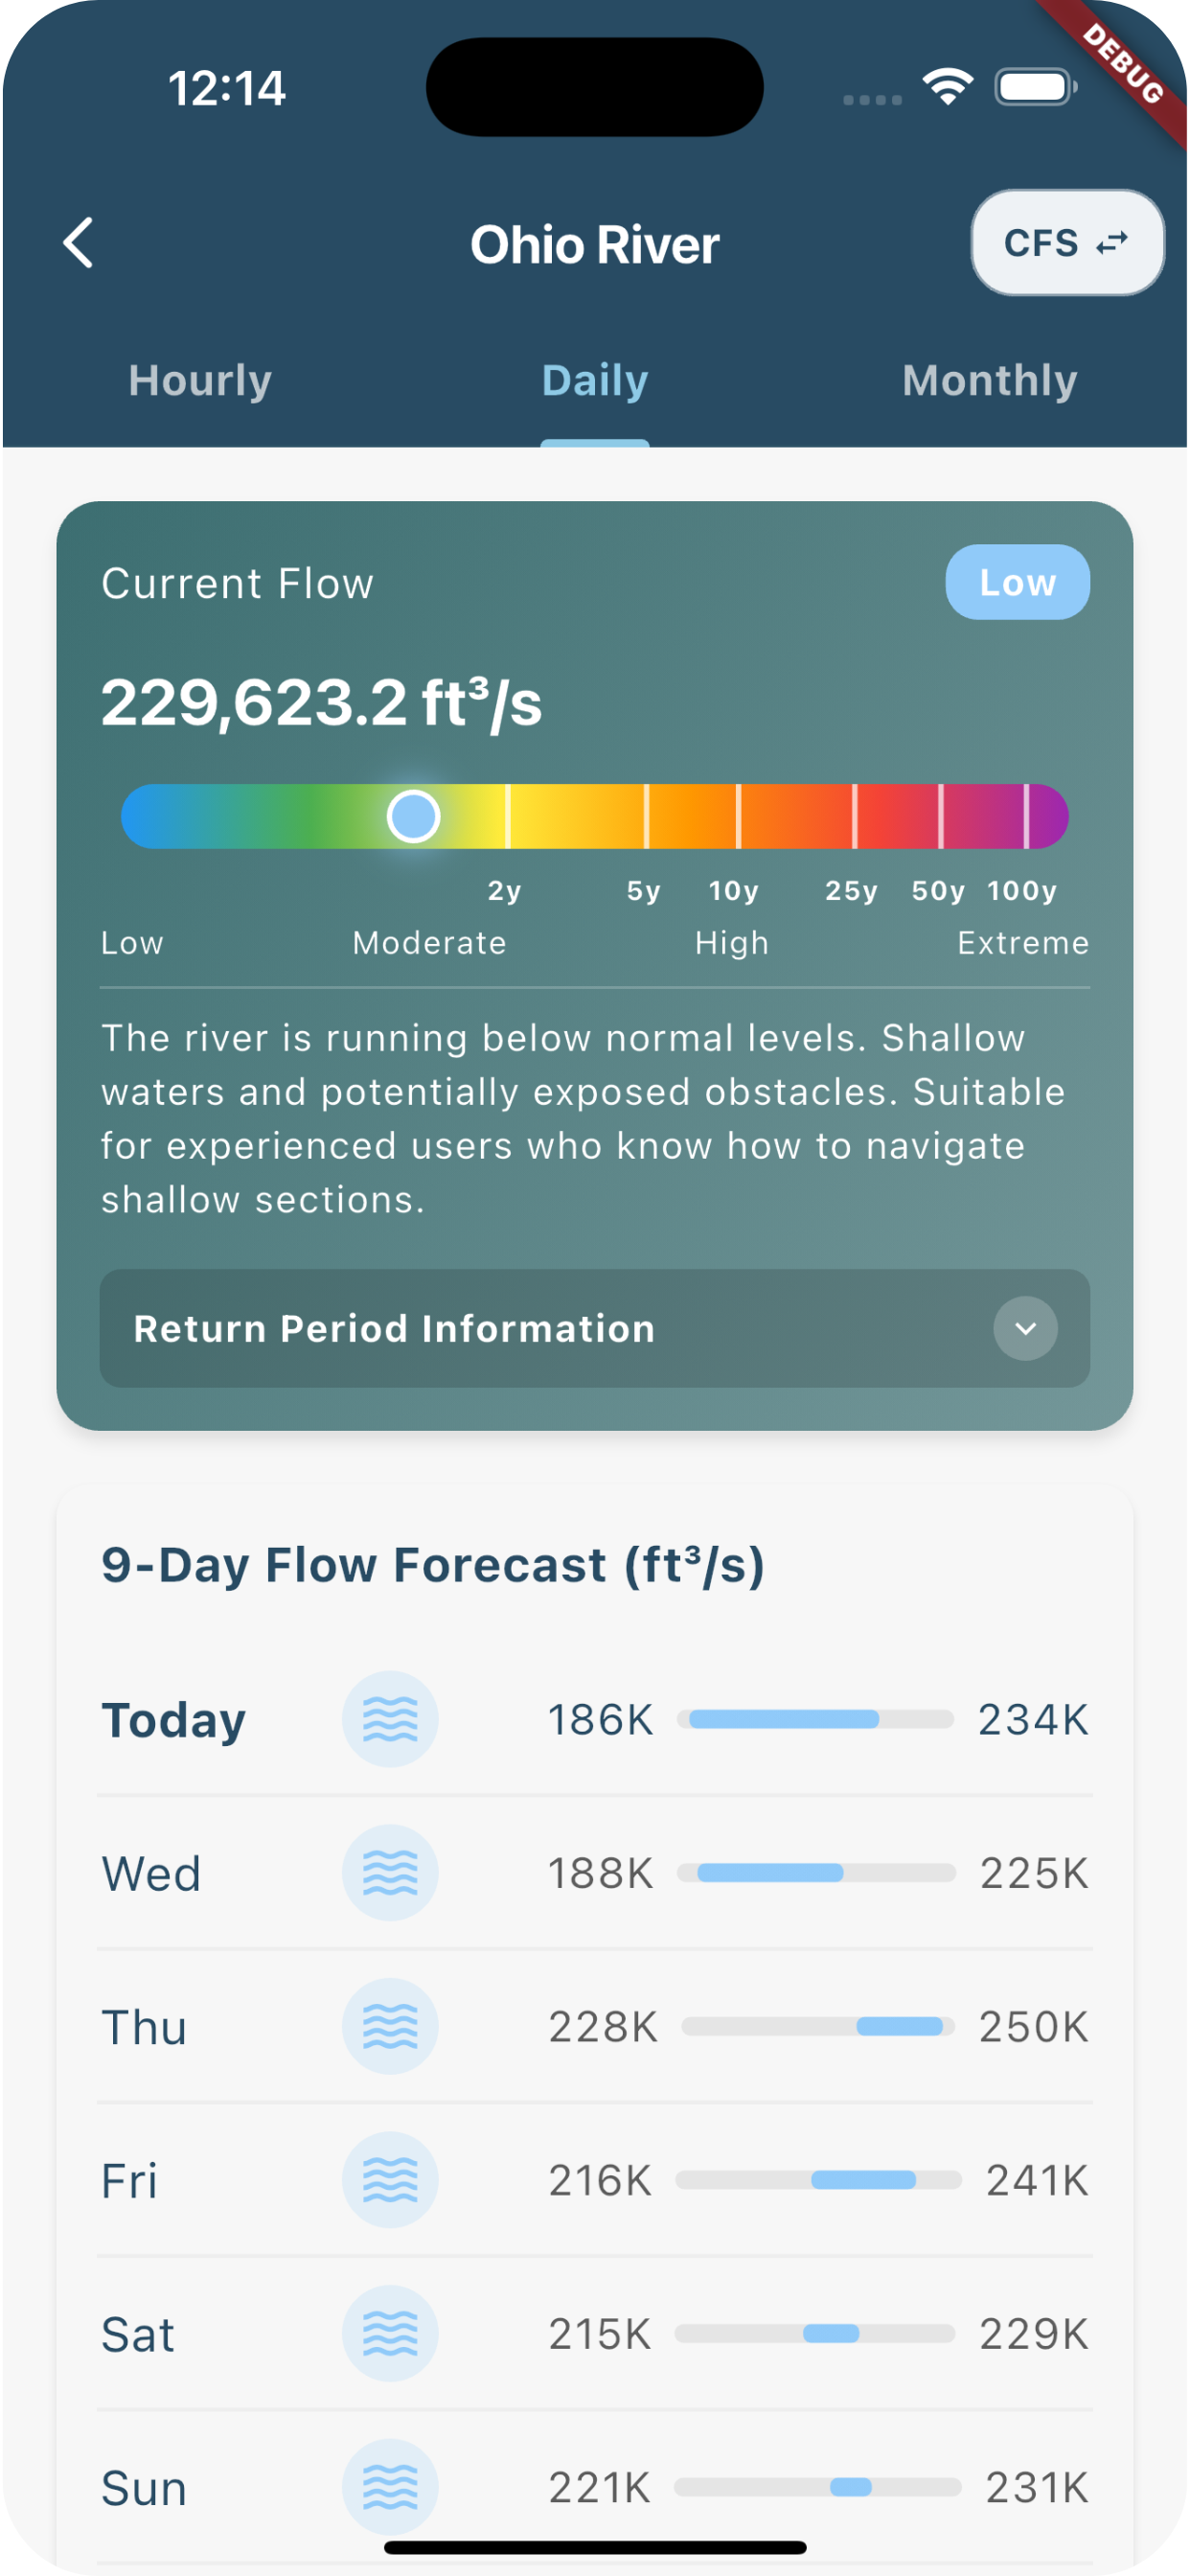 12:14
DEBUG
Ohio River
CFS
Hourly Daily Monthly
Current Flow
Low
229,623.2 ft³/s
2y 5y 10y 25y 50y 100y
Low Moderate High Extreme
The river is running below normal levels. Shallow
waters and potentially exposed obstacles. Suitable
for experienced users who know how to navigate
shallow sections.
Return Period Information
9-Day Flow Forecast (ft³/s)
Today 186K 234K
Wed 188K 225K
Thu 228K 250K
Fri 216K 241K
Sat 215K 229K
Sun 221K 231K